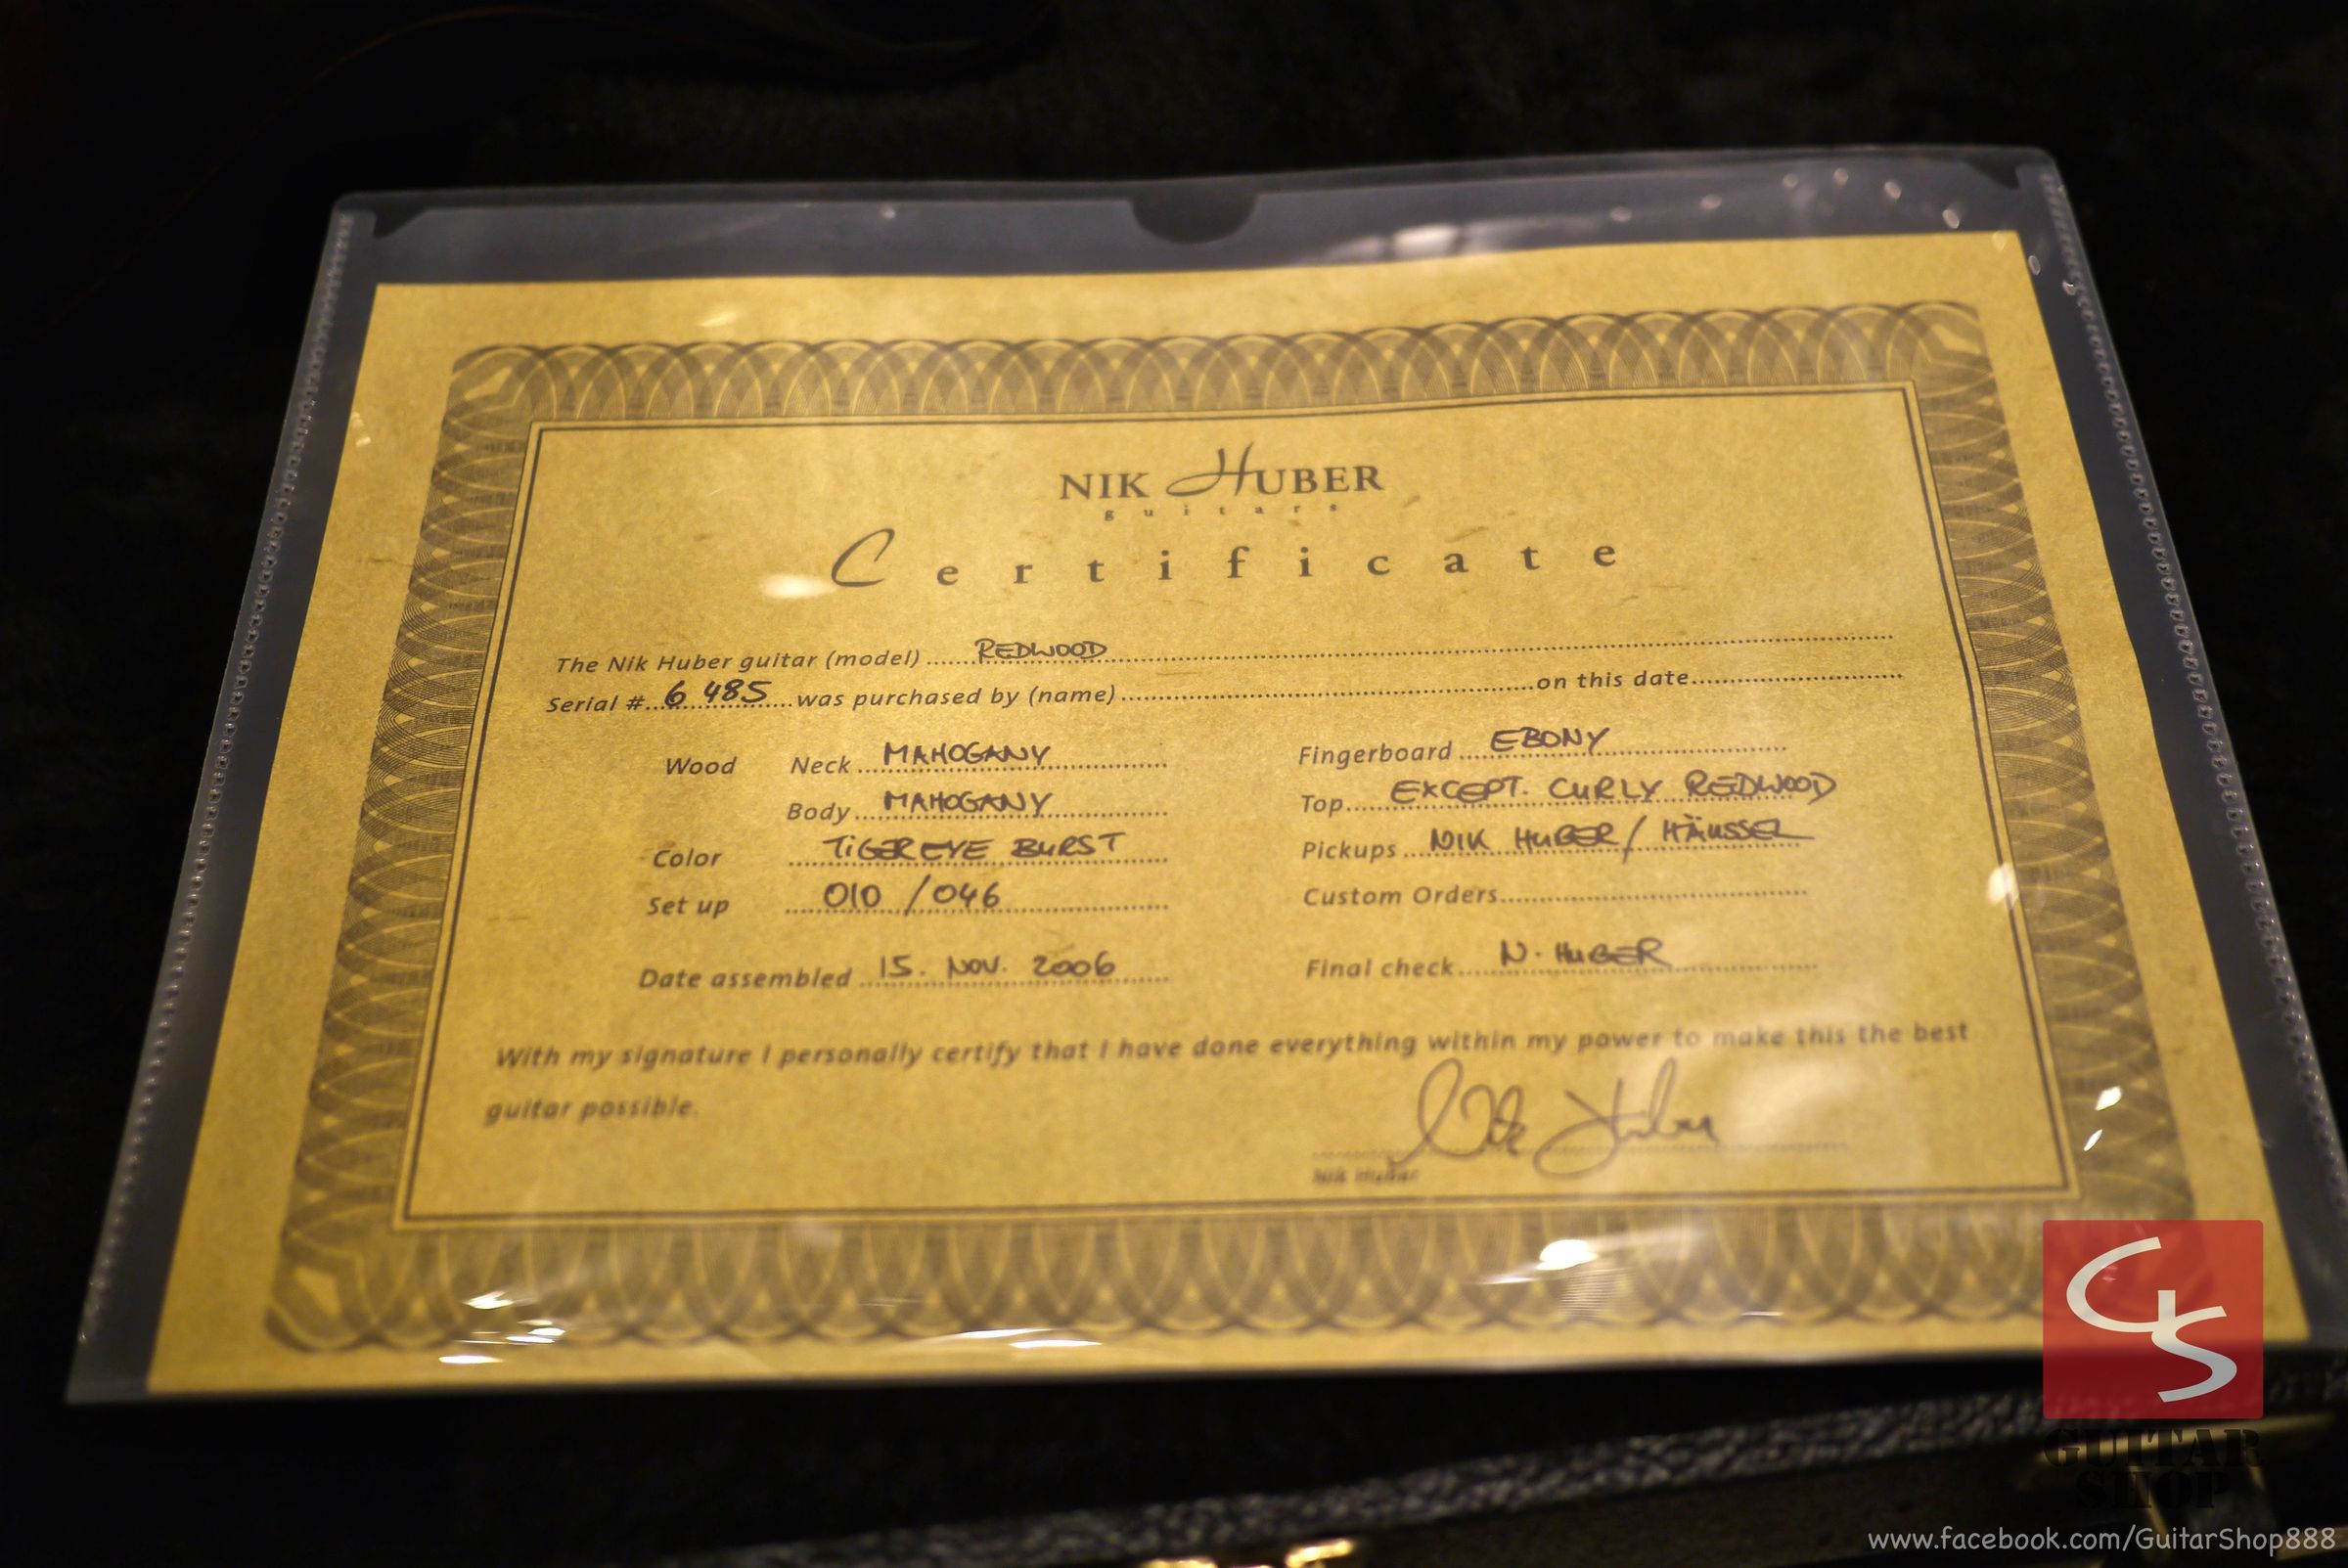 NIK HUBER
guitars
Certificate
The Nik Huber guitar (model) REDWOOD
Serial # 6 485 was purchased by (name) on this date
Wood Neck MAHOGANY Fingerboard EBONY
Body MAHOGANY Top EXCEPT. CURLY REDWOOD
Color TIGEREYE BURST Pickups NIK HUBER / HÄUSSEL
Set up 010 / 046 Custom Orders
Date assembled 15. NOV. 2006 Final check N. HUBER
With my signature I personally certify that I have done everything within my power to make this the best
guitar possible.
Nik Huber
Nik Huber
GS
GUITAR
SHOP
www.facebook.com/GuitarShop888